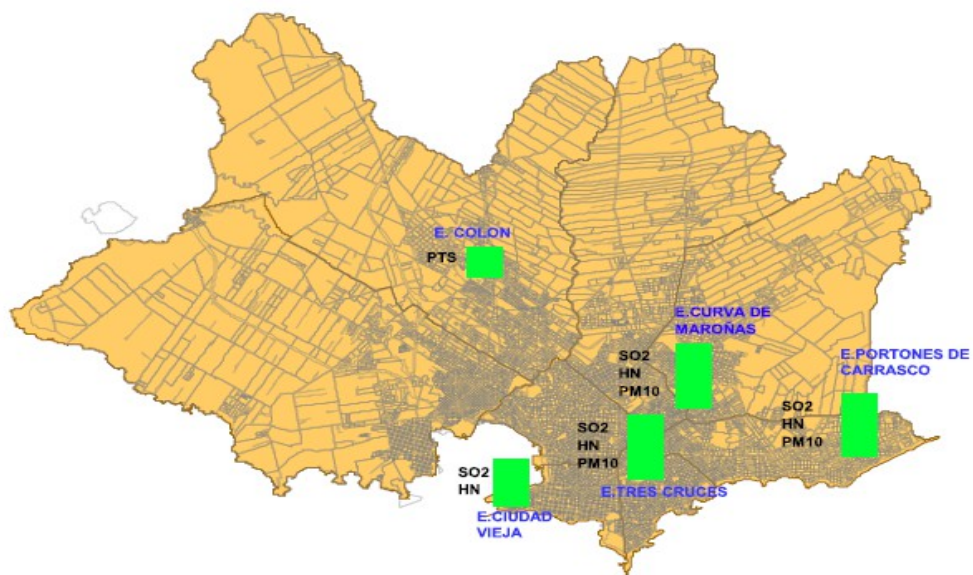 E. COLON
PTS
E.CURVA DE
MAROÑAS
SO2
HN
PM10
E.PORTONES DE
CARRASCO
SO2
HN
PM10
SO2
HN
PM10
E.TRES CRUCES
SO2
HN
E.CIUDAD
VIEJA